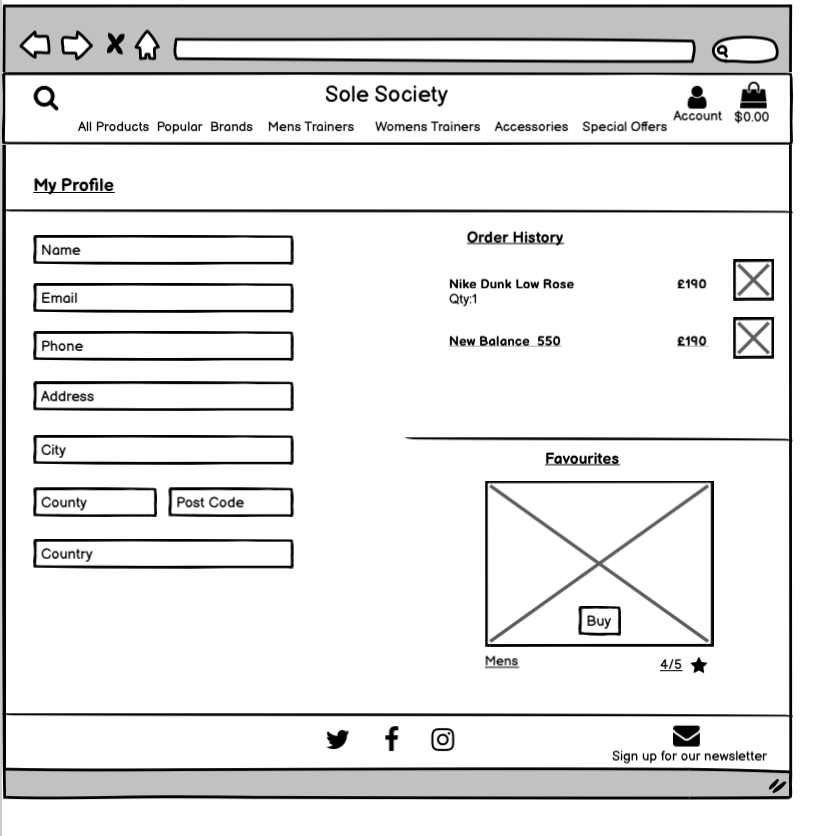 Sole Society
Account
$0.00
All Products Popular Brands Mens Trainers Womens Trainers Accessories Special Offers
My Profile
Name
Email
Phone
Address
City
County Post Code
Country
Order History
Nike Dunk Low Rose £190
Qty:1
New Balance 550 £190
Favourites
Buy
Mens 4/5
Sign up for our newsletter